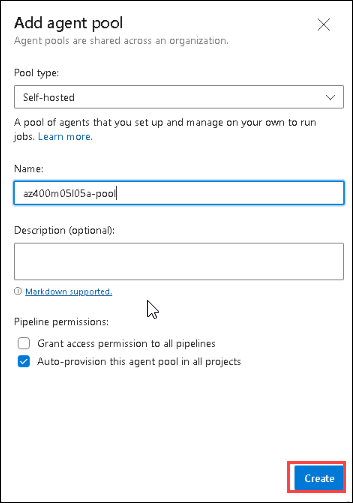 Add agent pool
Agent pools are shared across an organization.
Pool type:
Self-hosted
A pool of agents that you set up and manage on your own to run
jobs. Learn more.
Name:
az400m05l05a-pool
Description (optional):
Markdown supported.
Pipeline permissions:
Grant access permission to all pipelines
Auto-provision this agent pool in all projects
Create